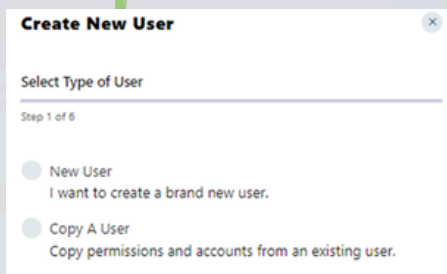 Create New User
Select Type of User
Step 1 of 6
New User
I want to create a brand new user.
Copy A User
Copy permissions and accounts from an existing user.